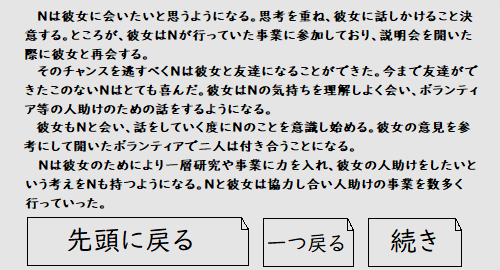 Nは彼女に会いたいと思うようになる。思考を重ね、彼女に話しかけること決
意する。ところが、彼女はNが行っていた事業に参加しており、説明会を開いた
際に彼女と再会する。
そのチャンスを逃すべくNは彼女と友達になることができた。今まで友達がで
きたこのないNはとても喜んだ。彼女はNの気持ちを理解しよく会い、ボランティ
ア等の人助けのための話をするようになる。
彼女もNと会い、話をしていく度にNのことを意識し始める。彼女の意見を参
考にして開いたボランティアで二人は付き合うことになる。
Nは彼女のためにより一層研究や事業に力を入れ、彼女の人助けをしたいと
いう考えをNも持つようになる。Nと彼女は協力し合い人助けの事業を数多く
行っていった。
先頭に戻る
一つ戻る
続き